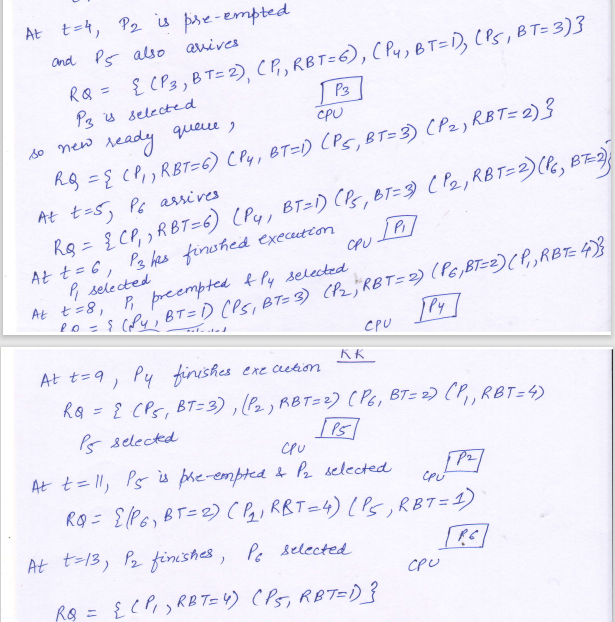 At t=4, P2 is pre-empted
and P5 also arrives
RQ = { (P3, BT=2), (P1, RBT=6), (P4, BT=1), (P5, BT=3)}
P3 is selected
P3
CPU
so new ready queue,
RQ = { (P1, RBT=6) (P4, BT=1) (P5, BT=3) (P2, RBT=2)}
At t=5, P6 arrives
RQ = { (P1, RBT=6) (P4, BT=1) (P5, BT=3) (P2, RBT=2) (P6, BT=2)}
At t=6, P3 has finished execution
CPU P1
P1 selected
At t=8, P1 preempted & P4 selected
RQ = { (P4, BT=1) (P5, BT=3) (P2, RBT=2) (P6, BT=2) (P1, RBT=4)}
CPU P4
RR
At t=9, P4 finishes execution
RQ = { (P5, BT=3), (P2, RBT=2) (P6, BT=2) (P1, RBT=4)
P5 selected
CPU P5
At t=11, P5 is pre-empted & P2 selected
CPU P2
RQ = { (P6, BT=2) (P1, RBT=4) (P5, RBT=1)
At t=13, P2 finishes, P6 selected
CPU P6
RQ = { (P1, RBT=4) (P5, RBT=1)}